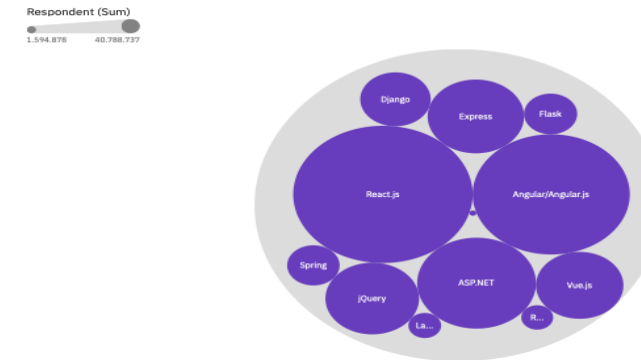 Respondent (Sum)
1.594.878 40.788.737
Django
Express
Flask
React.js
Angular/Angular.js
Spring
jQuery
ASP.NET
Vue.js
La...
R...